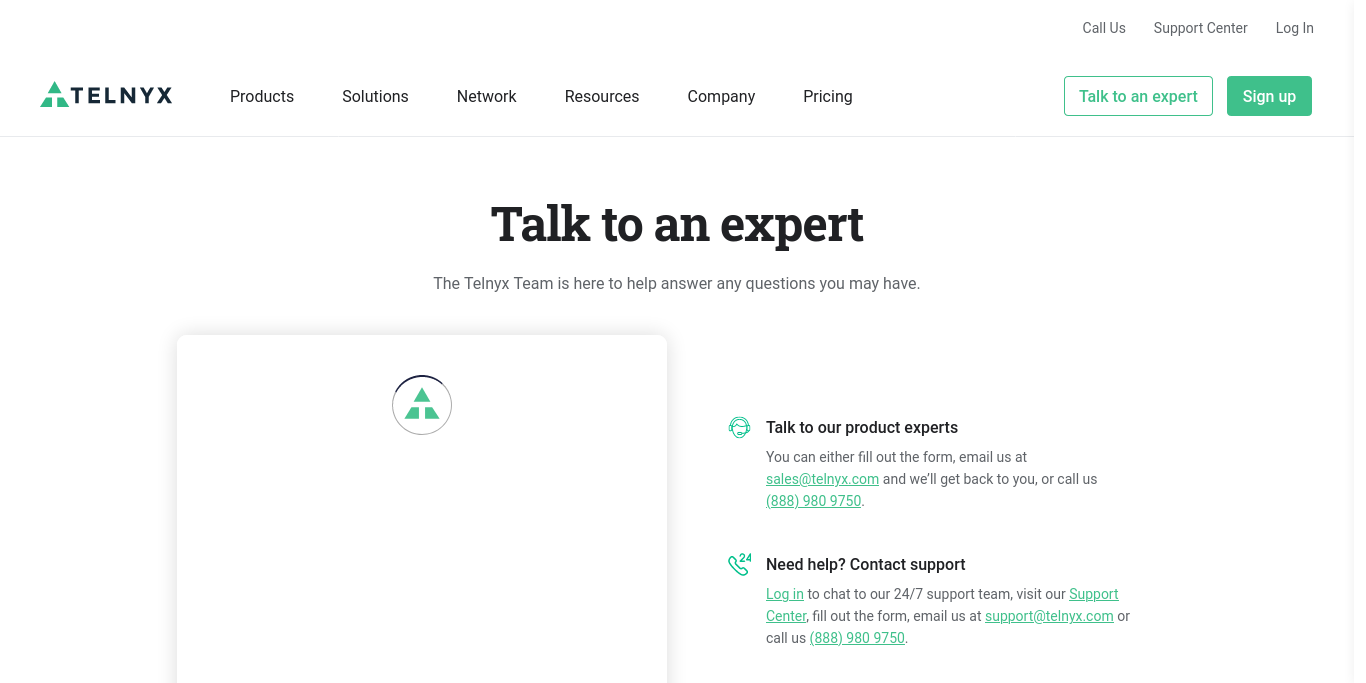 Call Us Support Center Log In
TELNYX Products Solutions Network Resources Company Pricing Talk to an expert Sign up
Talk to an expert
The Telnyx Team is here to help answer any questions you may have.
Talk to our product experts
You can either fill out the form, email us at
sales@telnyx.com and we’ll get back to you, or call us
(888) 980 9750.
24
Need help? Contact support
Log in to chat to our 24/7 support team, visit our Support
Center, fill out the form, email us at support@telnyx.com or
call us (888) 980 9750.